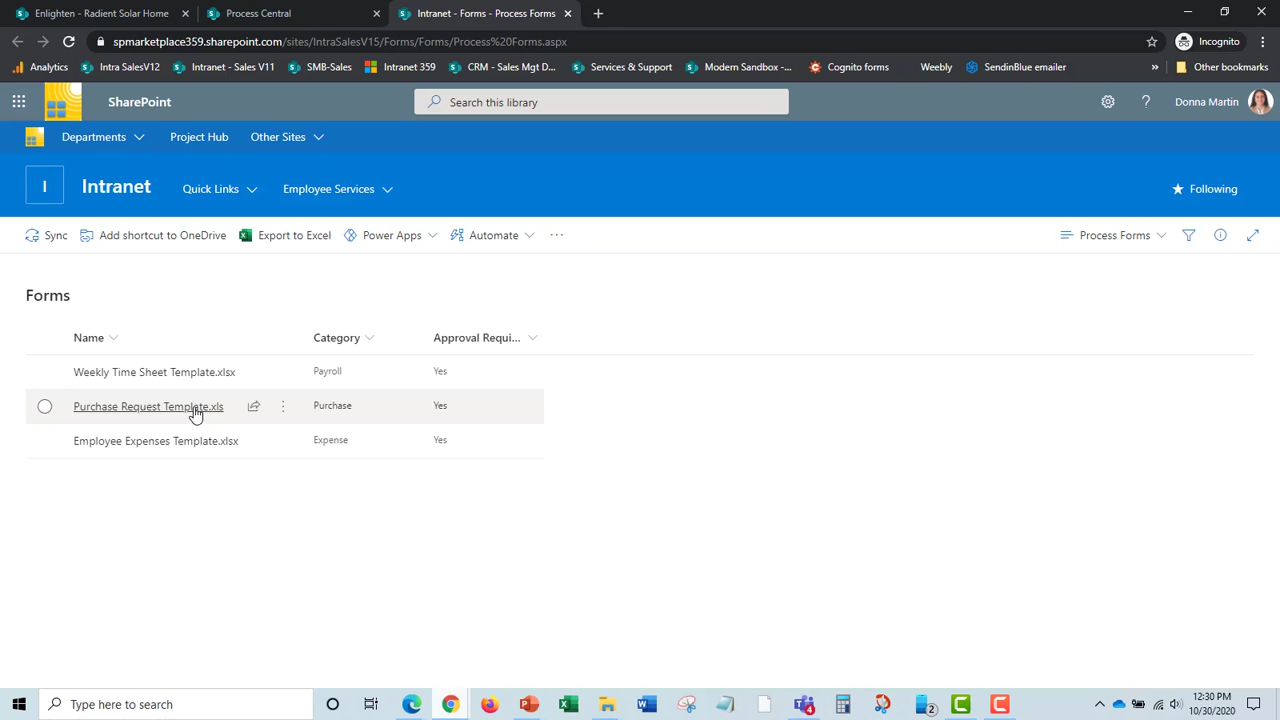 Enlighten - Radient Solar Home
Process Central
Intranet - Forms - Process Forms
spmarketplace359.sharepoint.com/sites/IntraSalesV15/Forms/Forms/Process%20Forms.aspx
Incognito
Analytics
Intra SalesV12
Intranet - Sales V11
SMB-Sales
Intranet 359
CRM - Sales Mgt D...
Services & Support
Modern Sandbox -...
Cognito forms
Weebly
SendinBlue emailer
»
Other bookmarks
SharePoint
Search this library
?
Donna Martin
Departments
Project Hub
Other Sites
I
Intranet
Quick Links
Employee Services
Following
Sync
Add shortcut to OneDrive
Export to Excel
Power Apps
Automate
...
Process Forms
Forms
Name
Category
Approval Requi...
Weekly Time Sheet Template.xlsx
Payroll
Yes
Purchase Request Template.xls
Purchase
Yes
Employee Expenses Template.xlsx
Expense
Yes
Type here to search
4
2
12:30 PM
10/30/2020